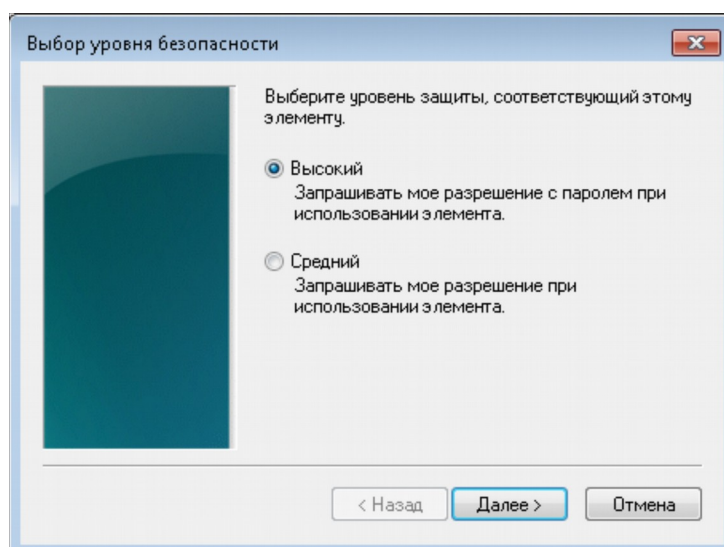 Выбор уровня безопасности
Выберите уровень защиты, соответствующий этому
элементу.
Высокий
Запрашивать мое разрешение с паролем при
использовании элемента.
Средний
Запрашивать мое разрешение при
использовании элемента.
< Назад Далее > Отмена